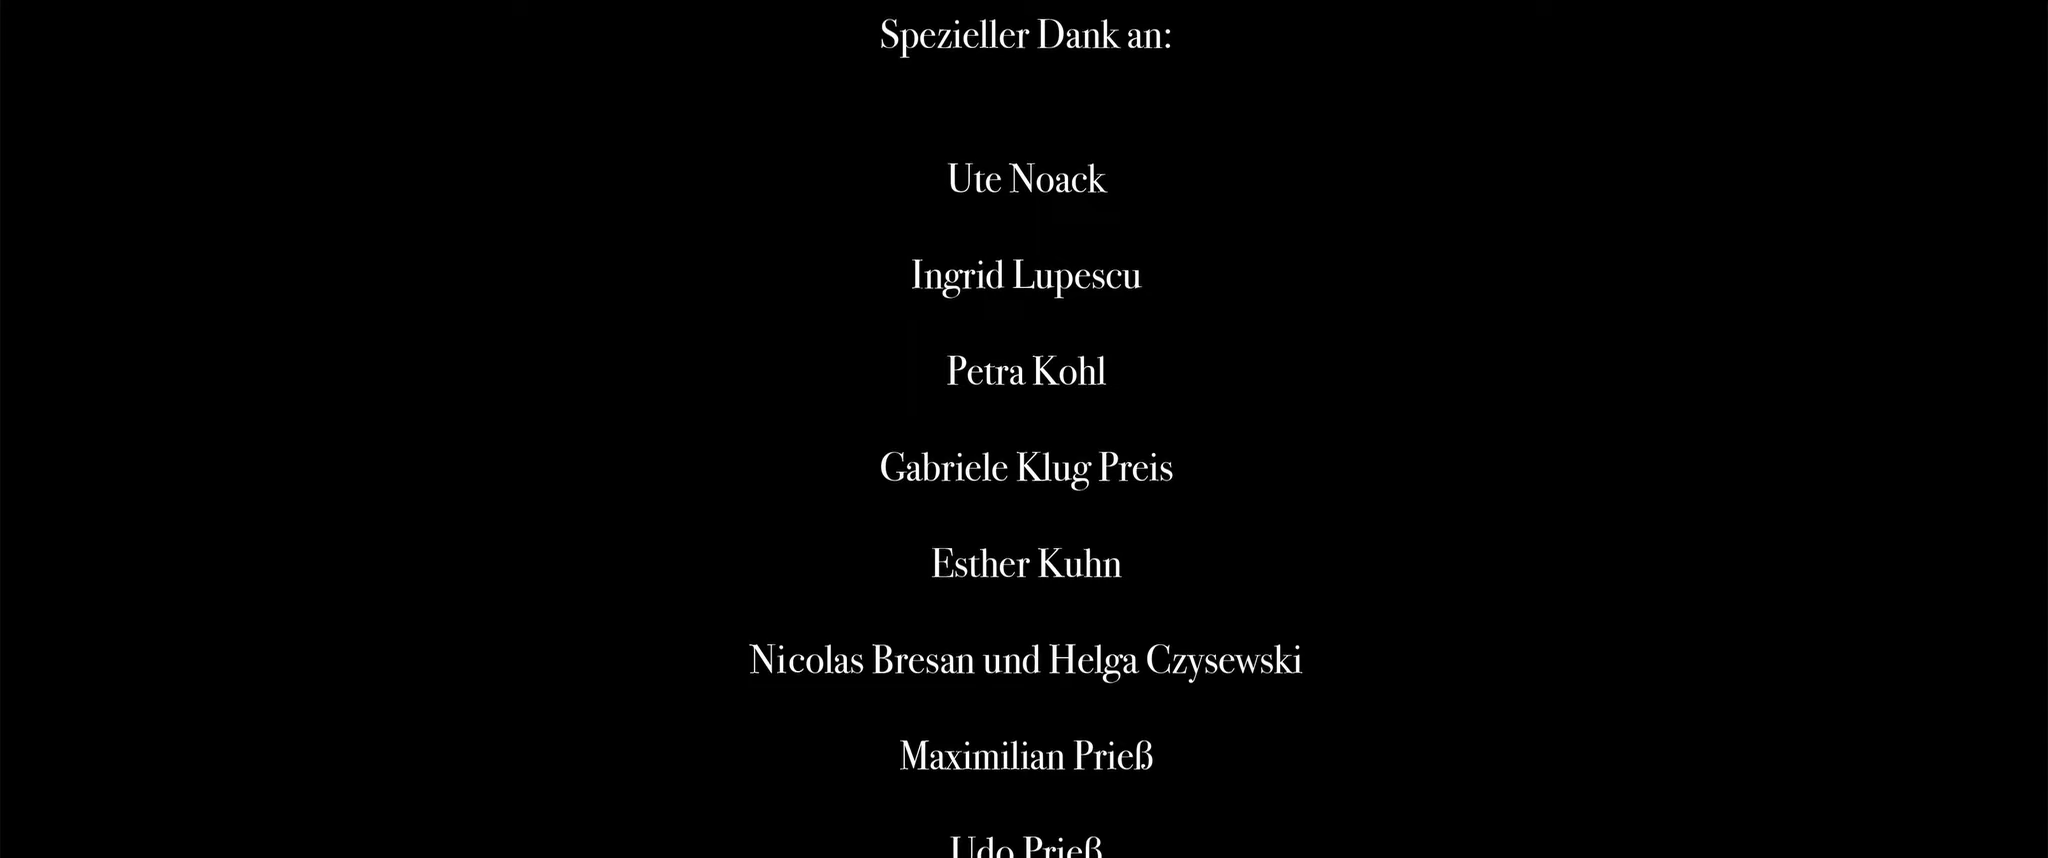 Spezieller Dank an:
Ute Noack
Ingrid Lupescu
Petra Kohl
Gabriele Klug Preis
Esther Kuhn
Nicolas Bresan und Helga Czysewski
Maximilian Prieß
Udo Prieß